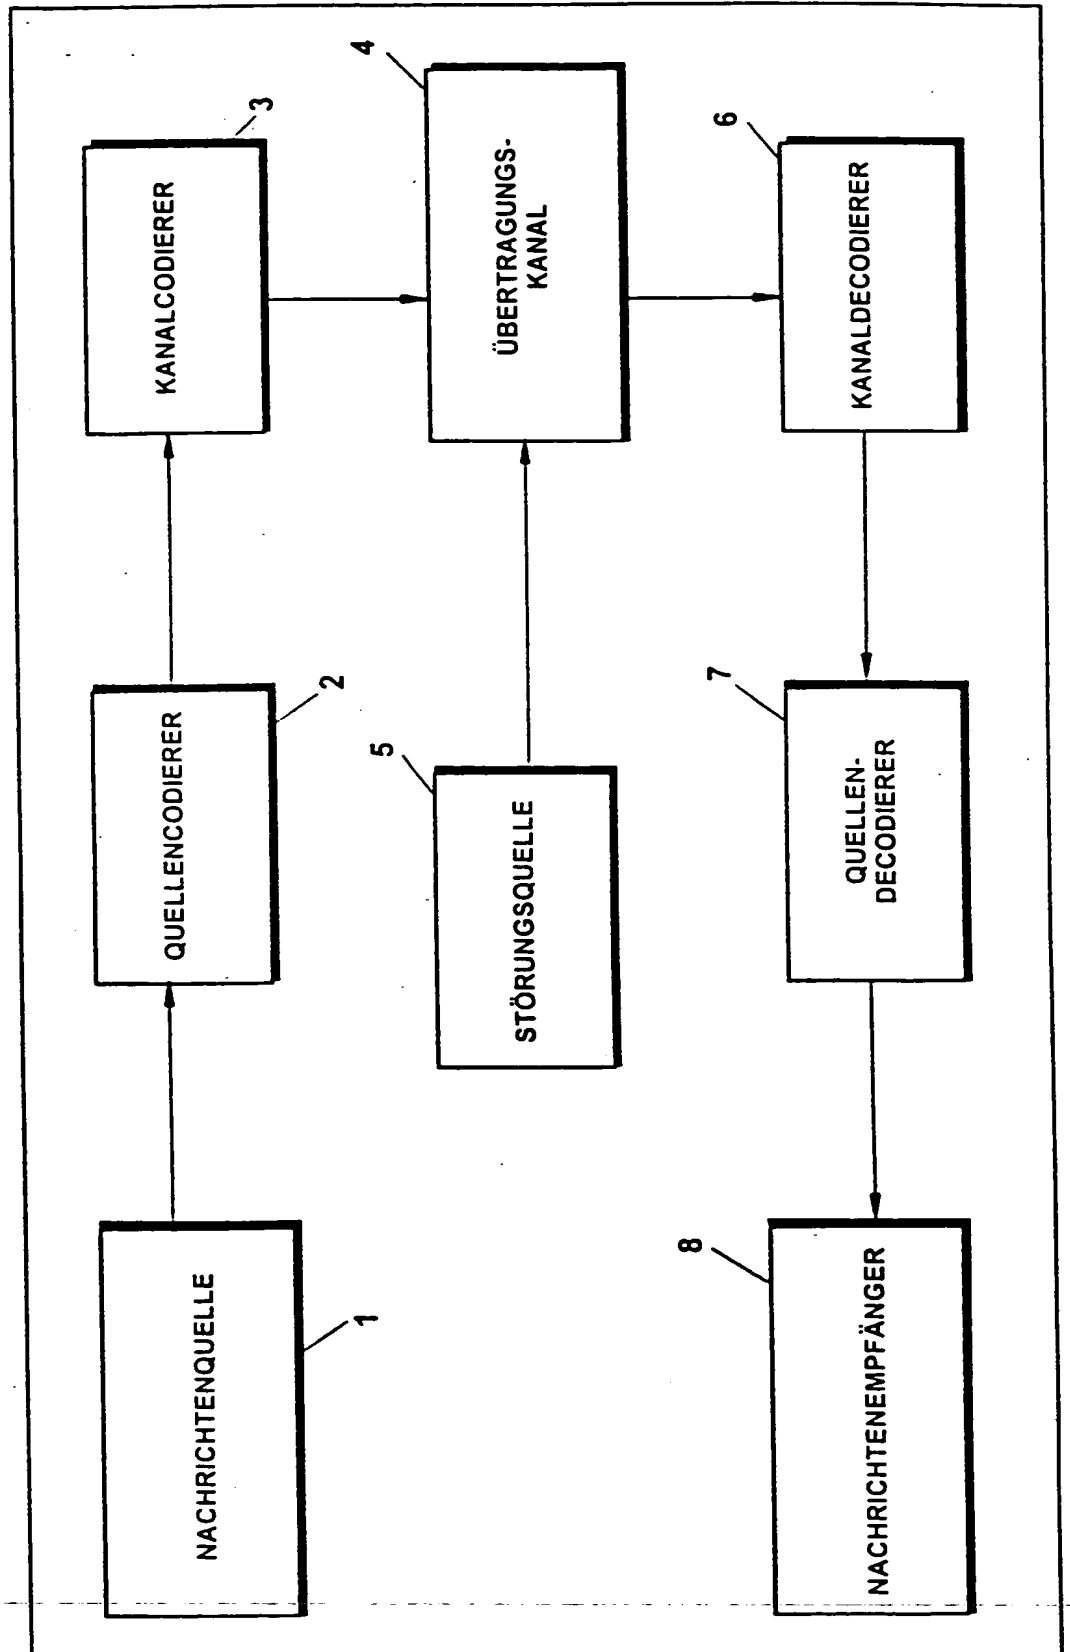 NACHRICHTENQUELLE
1
QUELLENCODIERER
2
KANALCODIERER
3
ÜBERTRAGUNGS-
KANAL
4
STÖRUNGSQUELLE
5
KANALDECODIERER
6
QUELLEN-
DECODIERER
7
NACHRICHTENEMPFÄNGER
8